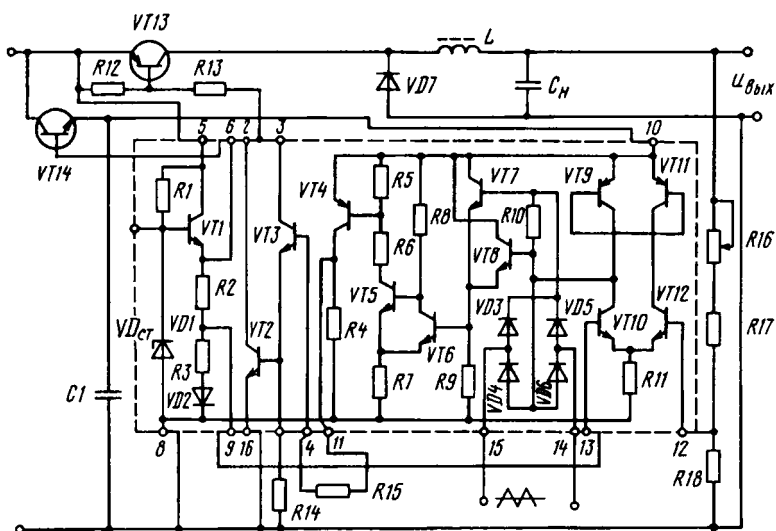 VT13
L
R12
R13
VD7
Cн
uвых
VT14
5
6
2
3
10
R1
VT1
R2
VDст
VD1
R3
VD2
C1
VT2
VT3
VT4
R4
R5
R6
VT5
R7
R8
VT6
VT7
R10
VT8
R9
VD3
VD4
VD5
VD6
VT9
VT11
VT10
VT12
R11
R16
R17
R18
8
9
16
4
11
15
14
13
12
R14
R15